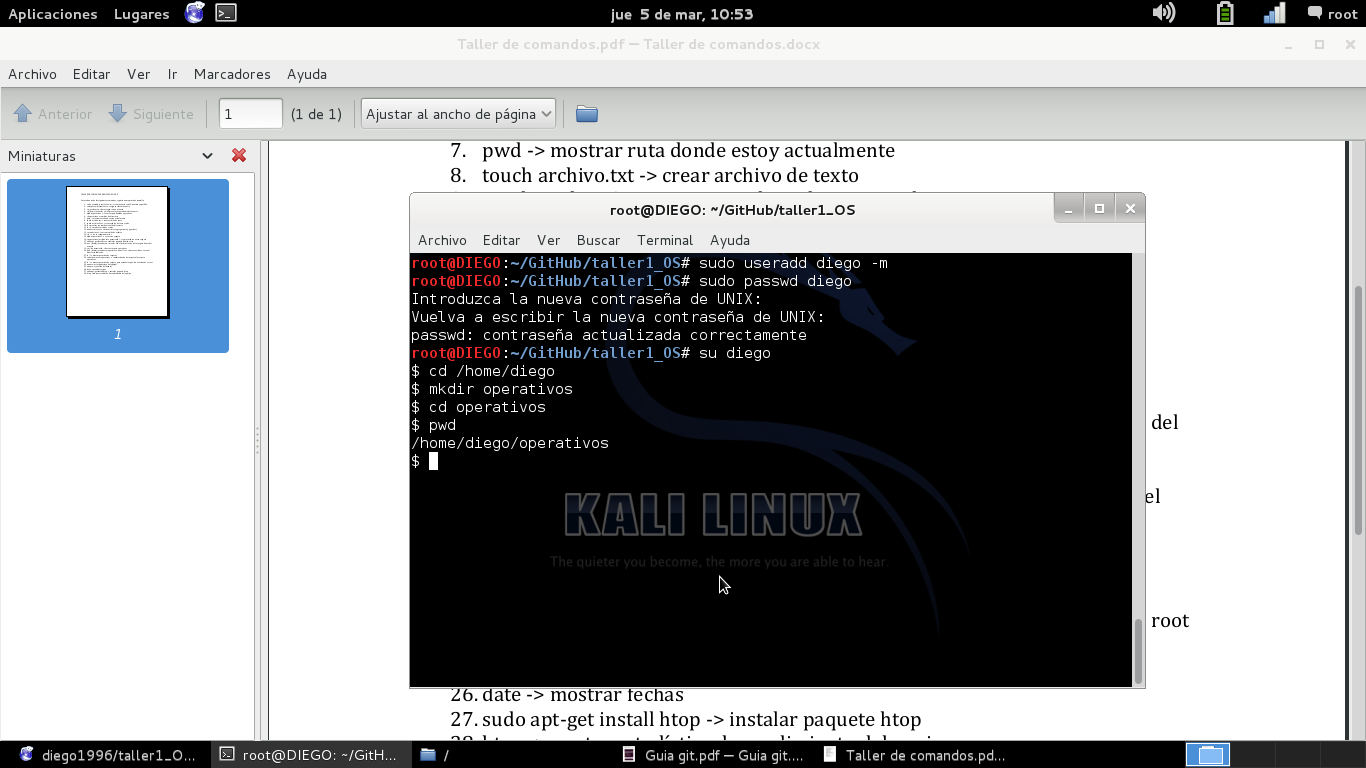 Aplicaciones Lugares jue 5 de mar, 10:53 root
Taller de comandos.pdf — Taller de comandos.docx
Archivo Editar Ver Ir Marcadores Ayuda
Anterior Siguiente 1 (1 de 1) Ajustar al ancho de página
Miniaturas
1
7. pwd -> mostrar ruta donde estoy actualmente
8. touch archivo.txt -> crear archivo de texto
root@DIEGO: ~/GitHub/taller1_OS
Archivo Editar Ver Buscar Terminal Ayuda
root@DIEGO:~/GitHub/taller1_OS# sudo useradd diego -m
root@DIEGO:~/GitHub/taller1_OS# sudo passwd diego
Introduzca la nueva contraseña de UNIX:
Vuelva a escribir la nueva contraseña de UNIX:
passwd: contraseña actualizada correctamente
root@DIEGO:~/GitHub/taller1_OS# su diego
$ cd /home/diego
$ mkdir operativos
$ cd operativos
$ pwd
/home/diego/operativos
$
KALI LINUX
The quieter you become, the more you are able to hear.
del
el
root
26. date -> mostrar fechas
27. sudo apt-get install htop -> instalar paquete htop
diego1996/taller1_O... root@DIEGO: ~/GitH... / Guia git.pdf — Guia git.... Taller de comandos.pd...